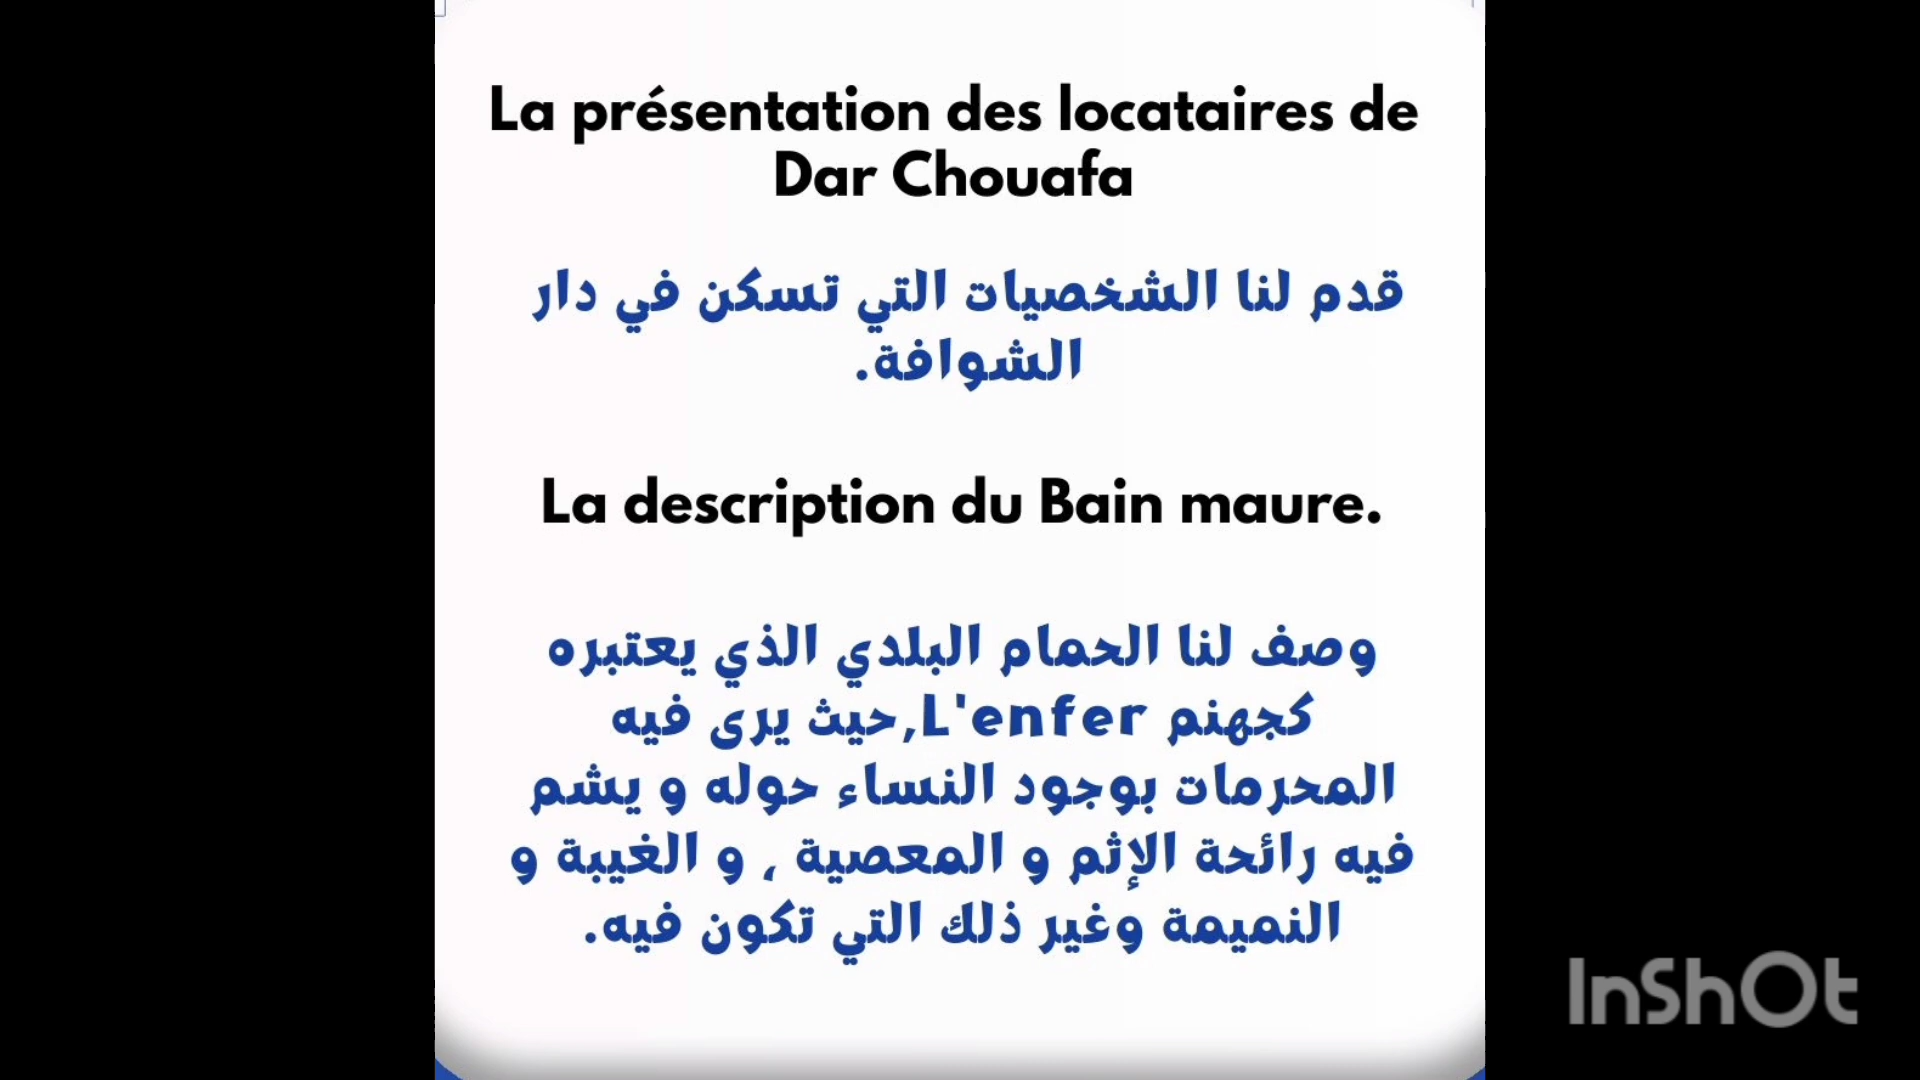 La présentation des locataires de
Dar Chouafa
قدم لنا الشخصيات التي تسكن في دار
الشوافة.
La description du Bain maure.
وصف لنا الحمام البلدي الذي يعتبره
كجهنم L'enfer,حيث يرى فيه
المحرمات بوجود النساء حوله و يشم
فيه رائحة الإثم و المعصية ، و الغيبة و
النميمة وغير ذلك التي تكون فيه.
InShOt